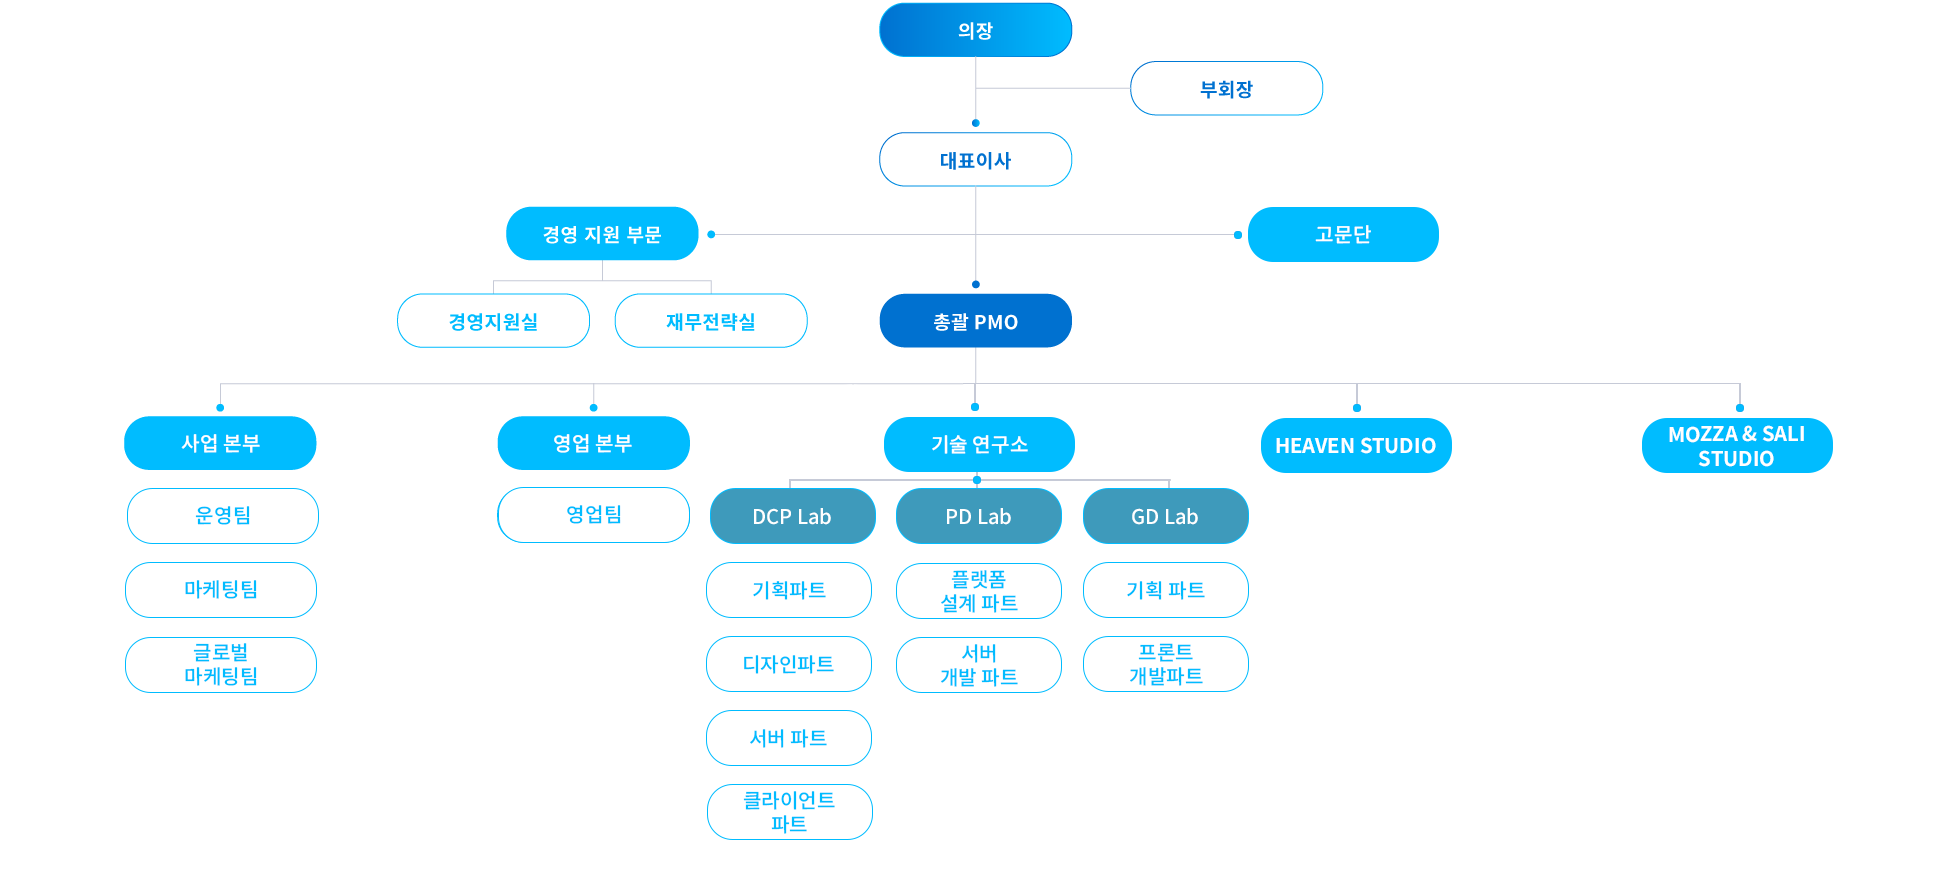 의장
부회장
대표이사
경영 지원 부문
고문단
경영지원실
재무전략실
총괄 PMO
사업 본부
영업 본부
기술 연구소
HEAVEN STUDIO
MOZZA & SALI
STUDIO
운영팀
영업팀
DCP Lab
PD Lab
GD Lab
마케팅팀
기획파트
플랫폼
설계 파트
기획 파트
글로벌
마케팅팀
디자인파트
서버
개발 파트
프론트
개발파트
서버 파트
클라이언트
파트